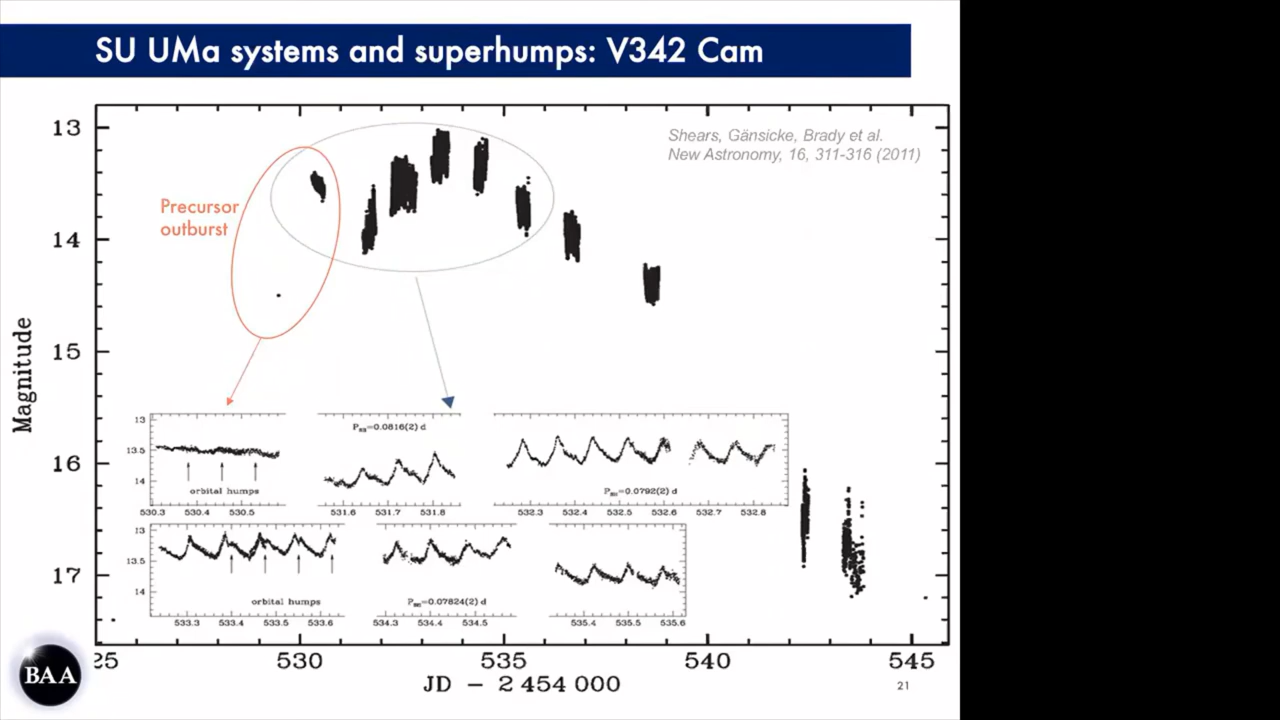 SU UMa systems and superhumps: V342 Cam
Shears, Gänsicke, Brady et al.
New Astronomy, 16, 311-316 (2011)
13
14
15
16
17
Magnitude
Precursor
outburst
13
13.5
14
orbital humps
530.3 530.4 530.5
P_SH=0.0816(2) d
531.6 531.7 531.8
P_SH=0.0792(2) d
532.3 532.4 532.5 532.6 532.7 532.8
13
13.5
14
orbital humps
533.3 533.4 533.5 533.6
P_SH=0.07824(2) d
534.3 534.4 534.5
535.4 535.5 535.6
25 530 535 540 545
JD – 2 454 000
BAA
21